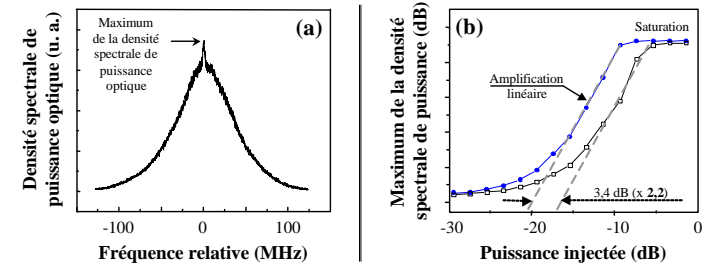 (a)
Maximum
de la densité
spectrale de
puissance
optique
Densité spectrale de
puissance optique (u. a.)
-100
0
100
Fréquence relative (MHz)
(b)
Saturation
Amplification
linéaire
3,4 dB (x 2,2)
Maximum de la densité
spectrale de puissance (dB)
-30
-20
-10
0
Puissance injectée (dB)